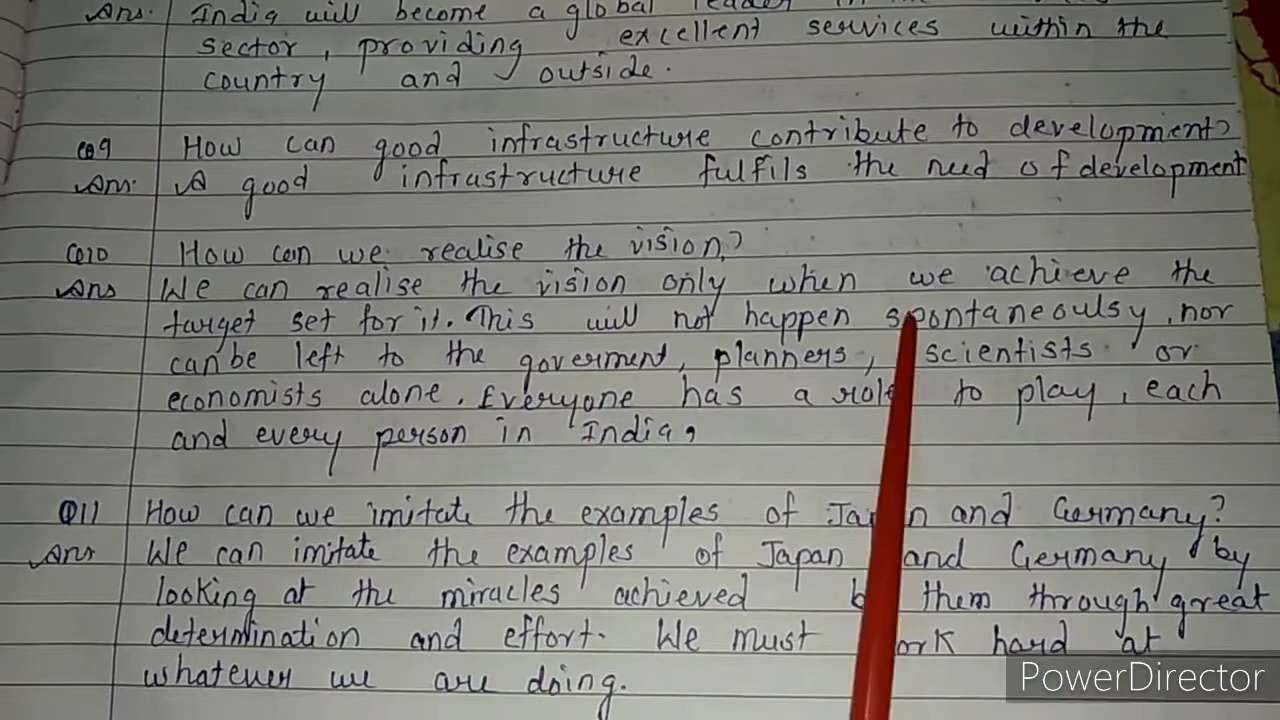 Ans. India will become a global leader in
sector, providing excellent services within the
country and outside.
Q9 How can good infrastructure contribute to development?
Ans. A good infrastructure fulfils the need of development
Q10 How can we realise the vision?
Ans We can realise the vision only when we achieve the
target set for it. This will not happen spontaneoulsy, nor
can be left to the goverment, planners, scientists or
economists alone. Everyone has a role to play, each
and every person in India,
Q11 How can we imitate the examples of Japan and Germany?
Ans We can imitate the examples of Japan and Germany by
looking at the miracles achieved them through great
determination and effort. We must work hard at
whatever we are doing.
PowerDirector